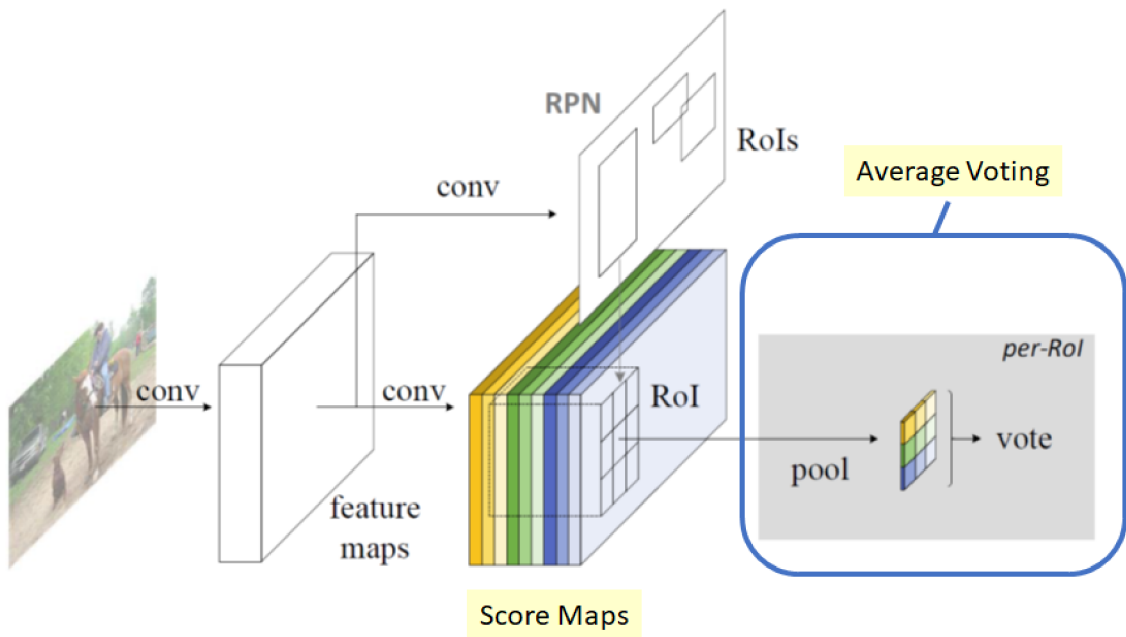 RPN
RoIs
Average Voting
conv
per-RoI
conv
conv
RoI
vote
pool
feature
maps
Score Maps